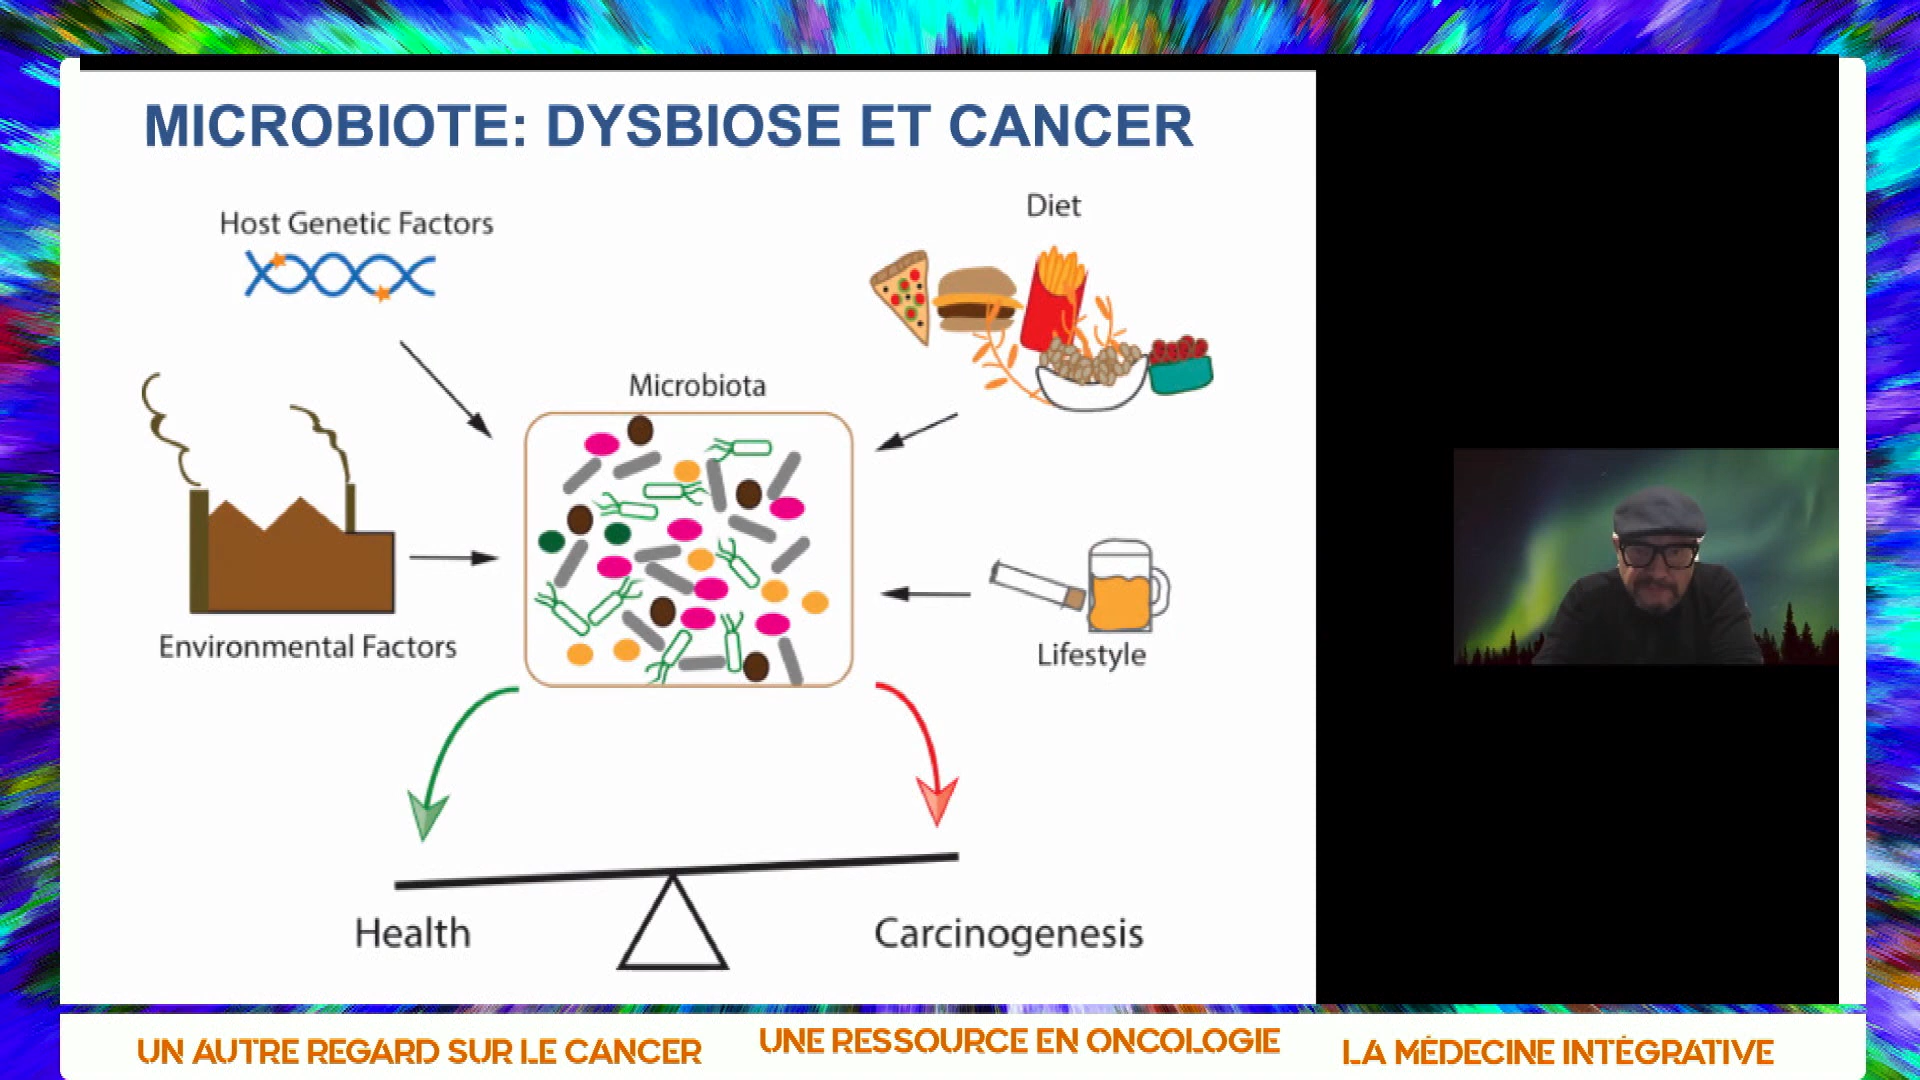 MICROBIOTE: DYSBIOSE ET CANCER
Host Genetic Factors
Diet
Microbiota
Environmental Factors
Lifestyle
Health
Carcinogenesis
UN AUTRE REGARD SUR LE CANCER
UNE RESSOURCE EN ONCOLOGIE
LA MÉDECINE INTÉGRATIVE